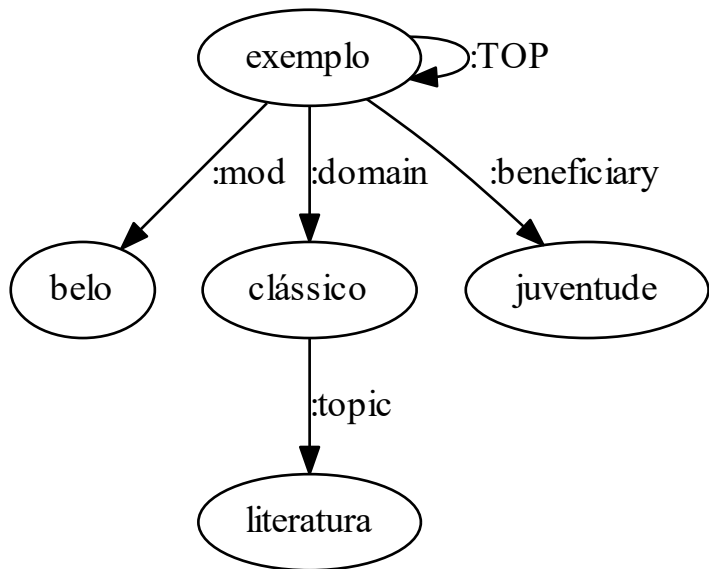 exemplo
:TOP
:mod
:domain
:beneficiary
belo
clássico
juventude
:topic
literatura